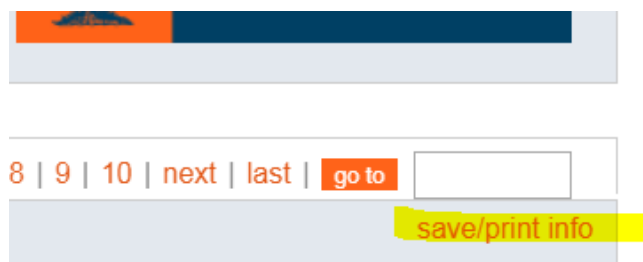 8 | 9 | 10 | next | last | go to
save/print info